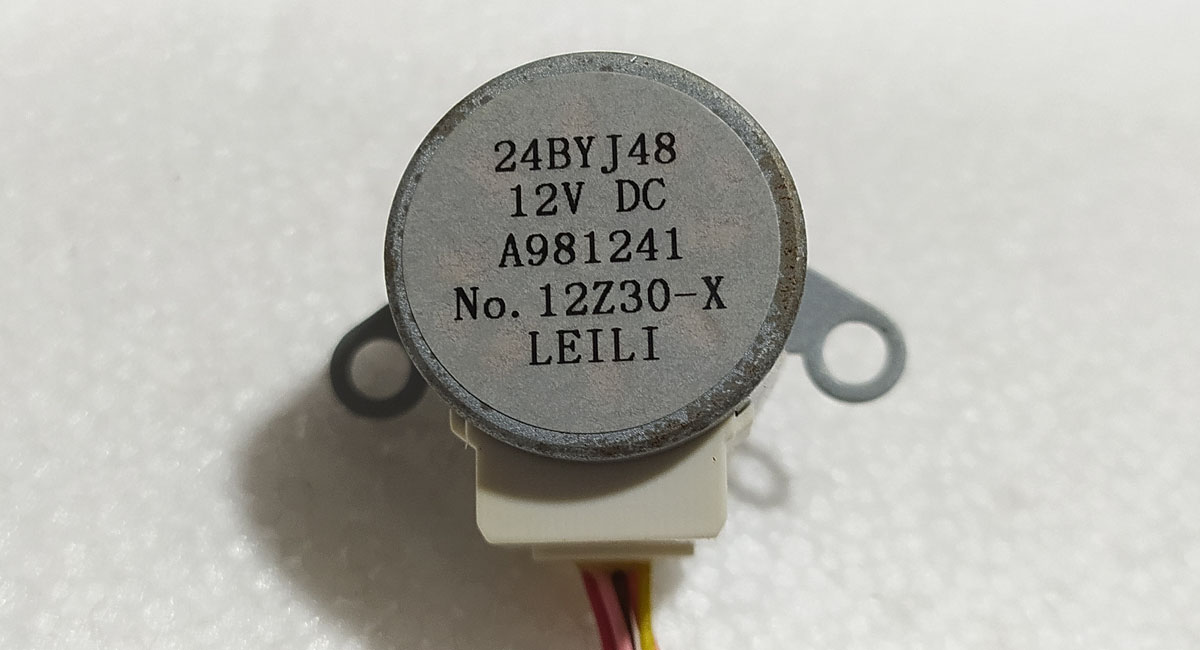 24BYJ48
12V DC
A981241
No. 12Z30-X
LEILI